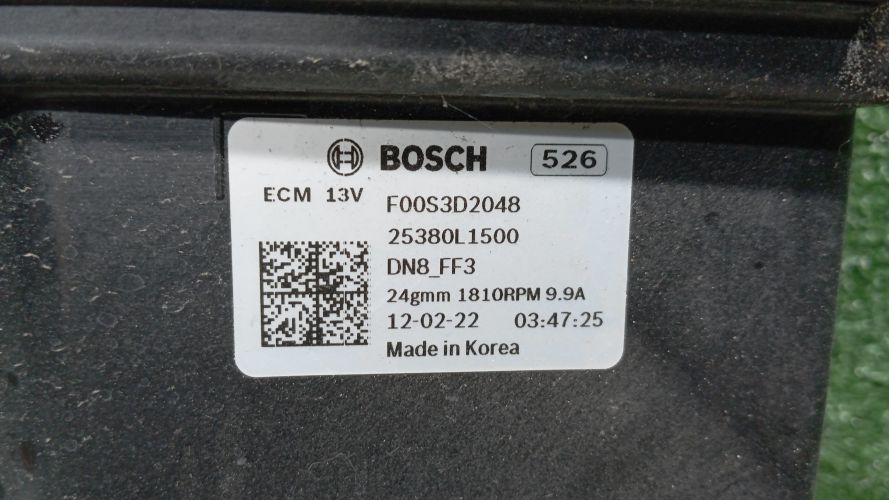 BOSCH 526
ECM 13V
F00S3D2048
25380L1500
DN8_FF3
24gmm 1810RPM 9.9A
12-02-22 03:47:25
Made in Korea